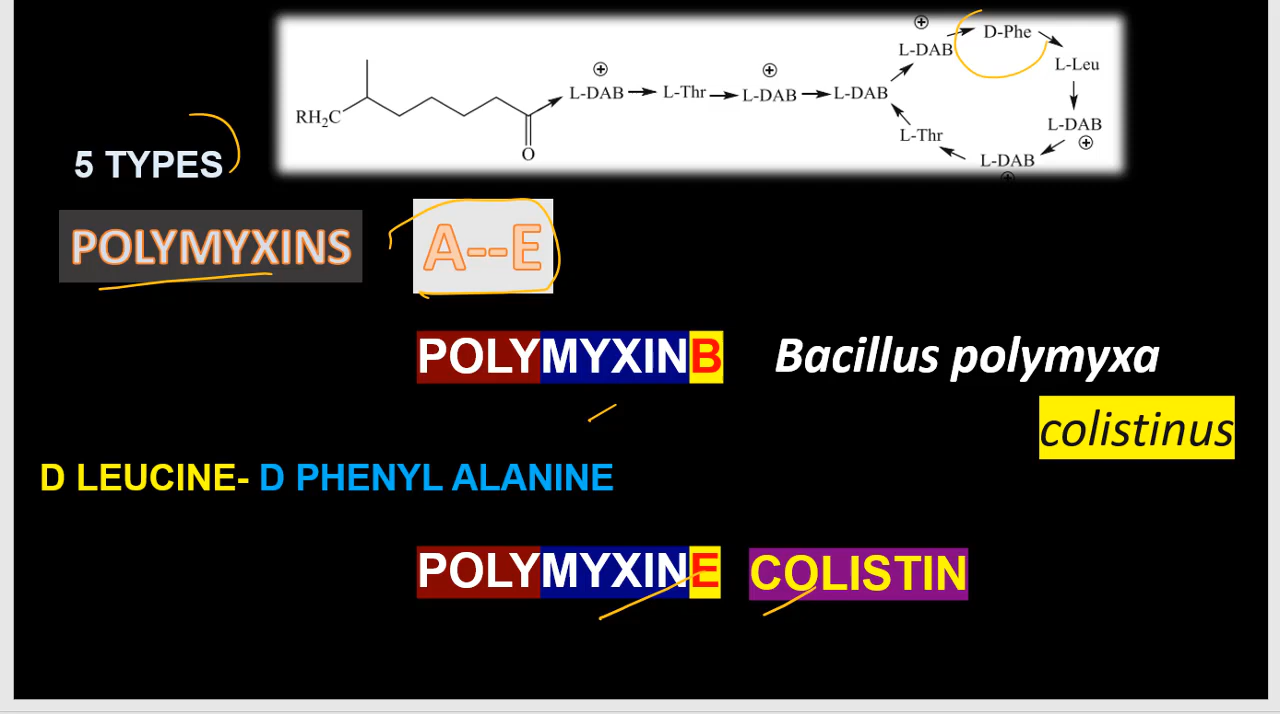 ⊕
D-Phe
L-DAB
L-Leu
⊕ ⊕
RH₂C L-DAB L-Thr L-DAB L-DAB
L-DAB
⊕
L-Thr
O
L-DAB
⊕
5 TYPES
POLYMYXINS A--E
POLYMYXINB Bacillus polymyxa
colistinus
D LEUCINE- D PHENYL ALANINE
POLYMYXINE COLISTIN